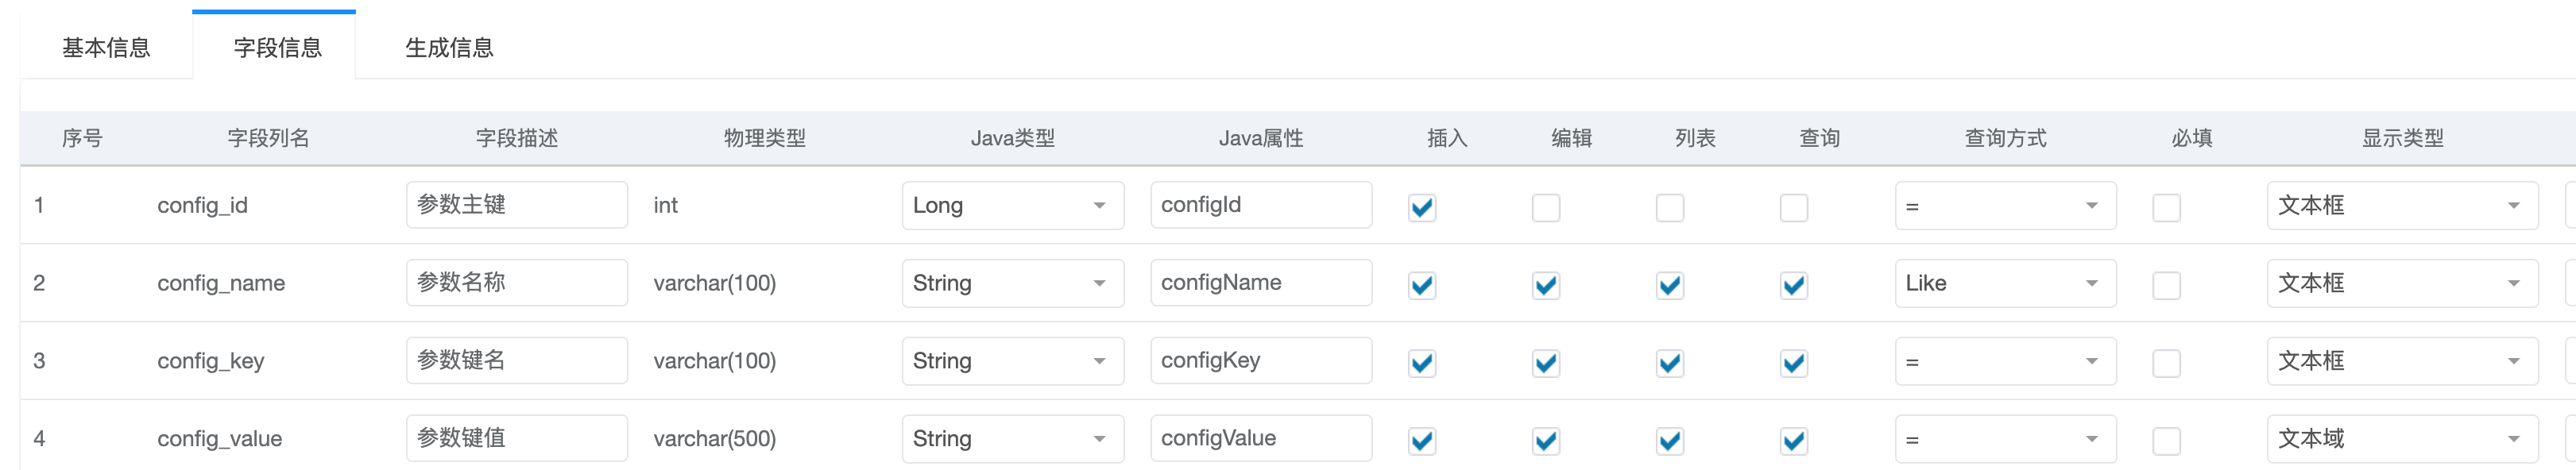 基本信息 字段信息 生成信息
序号 字段列名 字段描述 物理类型 Java类型 Java属性 插入 编辑 列表 查询 查询方式 必填 显示类型
1 config_id 参数主键 int Long configId = 文本框
2 config_name 参数名称 varchar(100) String configName Like 文本框
3 config_key 参数键名 varchar(100) String configKey = 文本框
4 config_value 参数键值 varchar(500) String configValue = 文本域